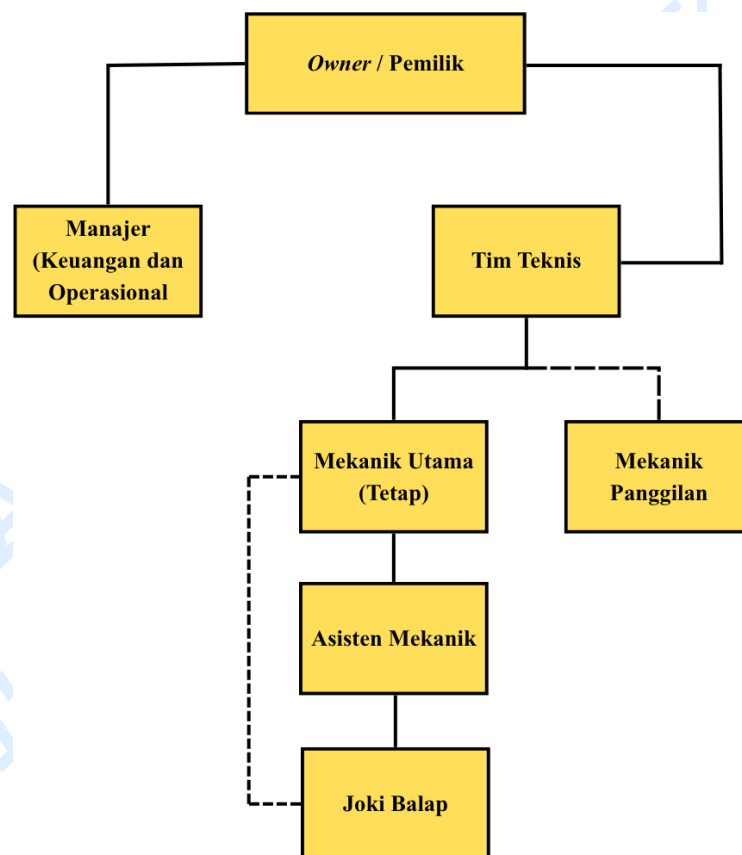 Owner / Pemilik
Manajer
(Keuangan dan
Operasional
Tim Teknis
Mekanik Utama
(Tetap)
Mekanik
Panggilan
Asisten Mekanik
Joki Balap